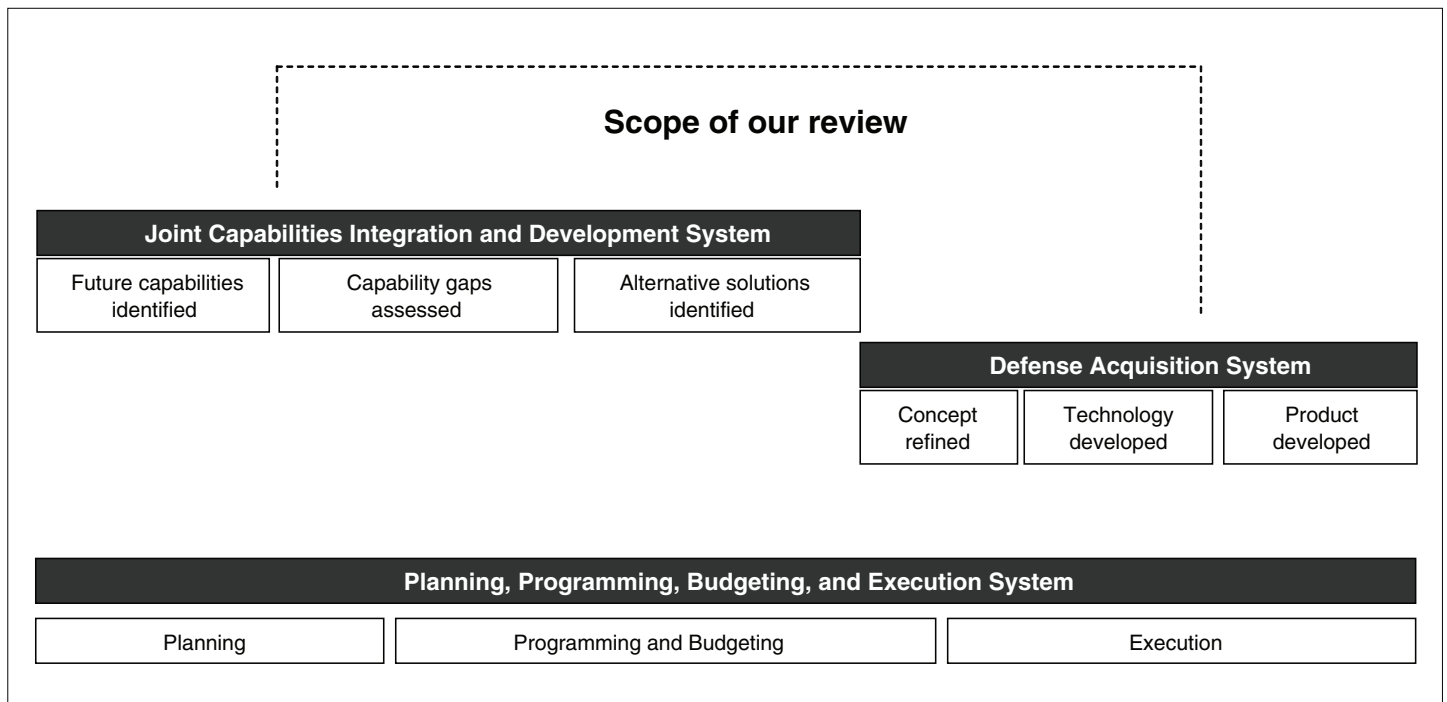 Scope of our review
Joint Capabilities Integration and Development System
Future capabilities
identified
Capability gaps
assessed
Alternative solutions
identified
Defense Acquisition System
Concept
refined
Technology
developed
Product
developed
Planning, Programming, Budgeting, and Execution System
Planning
Programming and Budgeting
Execution